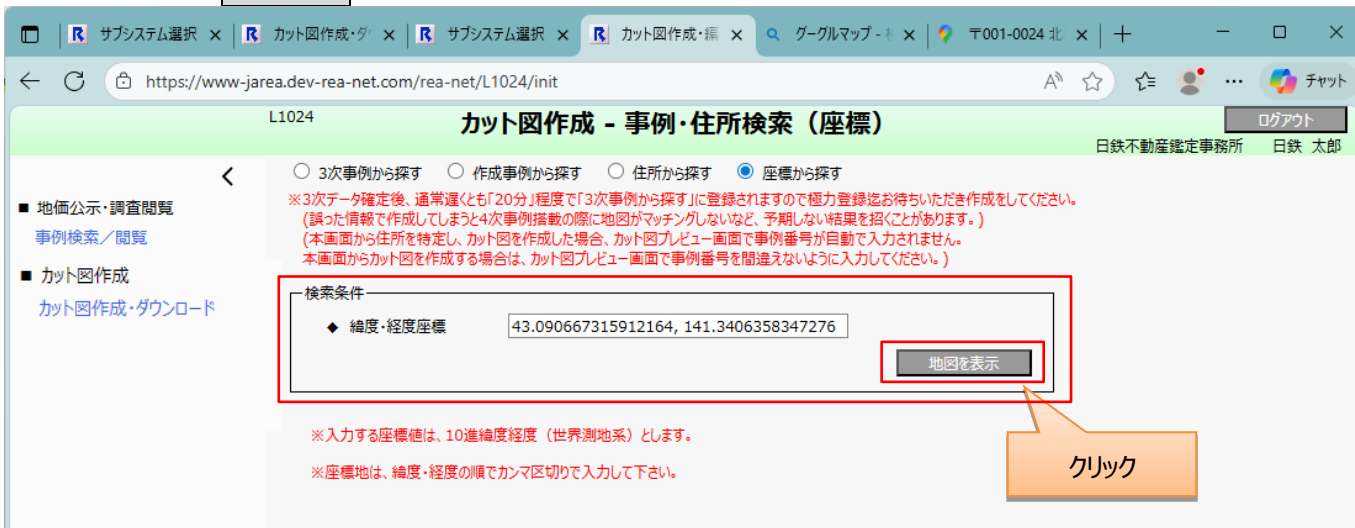 サブシステム選択
カット図作成・ダ
サブシステム選択
カット図作成・編
グーグルマップ -
〒001-0024 北
https://www-jarea.dev-rea-net.com/rea-net/L1024/init
チャット
L1024
カット図作成 - 事例・住所検索（座標）
ログアウト
日鉄不動産鑑定事務所 日鉄 太郎
3次事例から探す 作成事例から探す 住所から探す 座標から探す
※3次データ確定後、通常遅くとも「20分」程度で「3次事例から探す」に登録されますので極力登録迄お待ちいただき作成をしてください。
(誤った情報で作成してしまうと4次事例搭載の際に地図がマッチングしないなど、予期しない結果を招くことがあります。)
(本画面から住所を特定し、カット図を作成した場合、カット図プレビュー画面で事例番号が自動で入力されません。
本画面からカット図を作成する場合は、カット図プレビュー画面で事例番号を間違えないように入力してください。)
■ 地価公示・調査閲覧
事例検索／閲覧
■ カット図作成
カット図作成・ダウンロード
検索条件
◆ 緯度・経度座標 43.090667315912164, 141.3406358347276
地図を表示
※入力する座標値は、10進緯度経度（世界測地系）とします。
※座標地は、緯度・経度の順でカンマ区切りで入力して下さい。
クリック